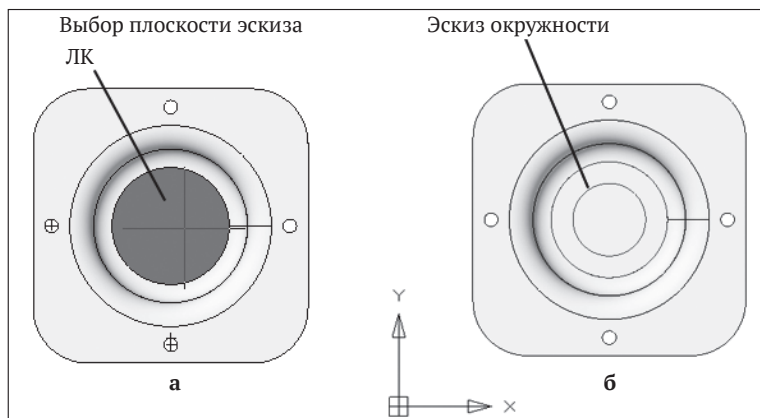 Выбор плоскости эскиза
ЛК
Эскиз окружности
Y
X
а
б